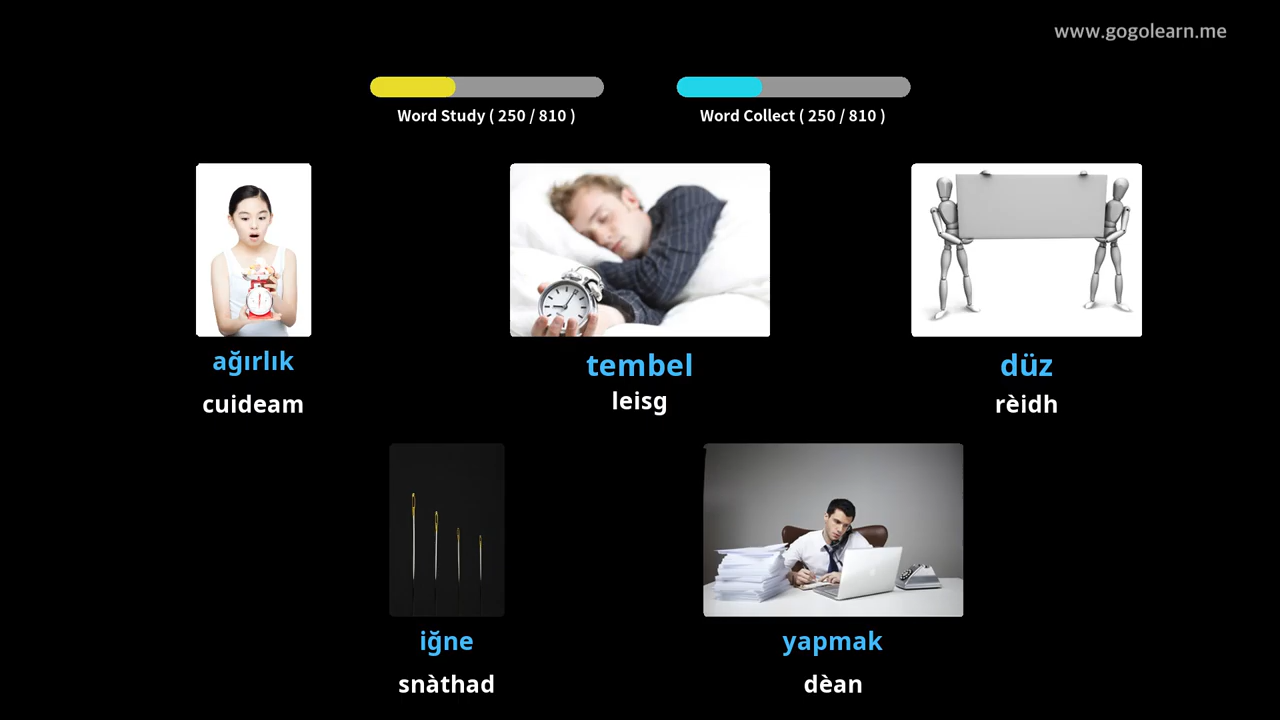 www.gogolearn.me
Word Study ( 250 / 810 )
Word Collect ( 250 / 810 )
ağırlık
cuideam
tembel
leisg
düz
rèidh
iğne
snàthad
yapmak
dèan